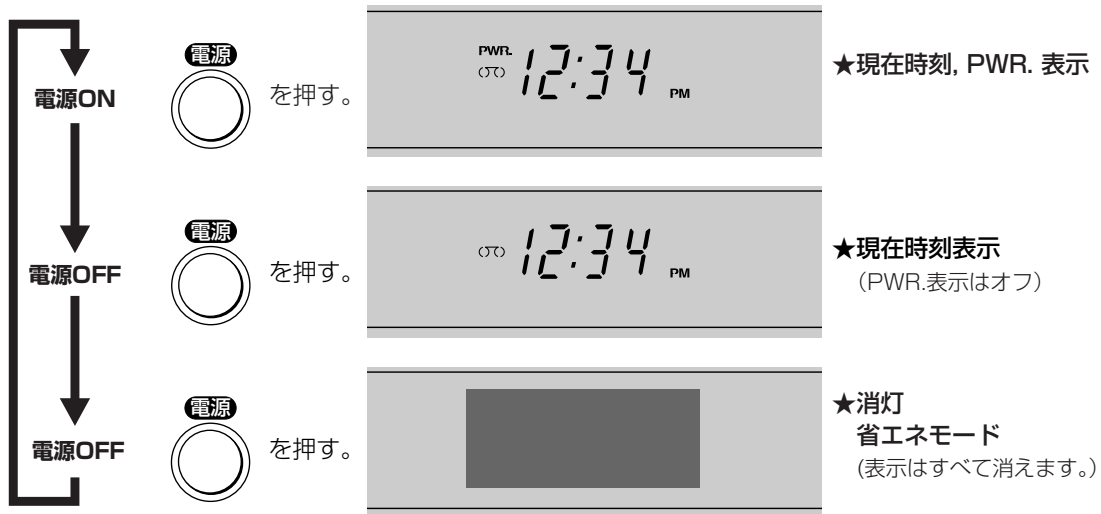 電源ON
電源
を押す。
PWR.
12:34
PM
★現在時刻, PWR. 表示
電源OFF
電源
を押す。
12:34
PM
★現在時刻表示
（PWR.表示はオフ）
電源OFF
電源
を押す。
★消灯
省エネモード
(表示はすべて消えます。)